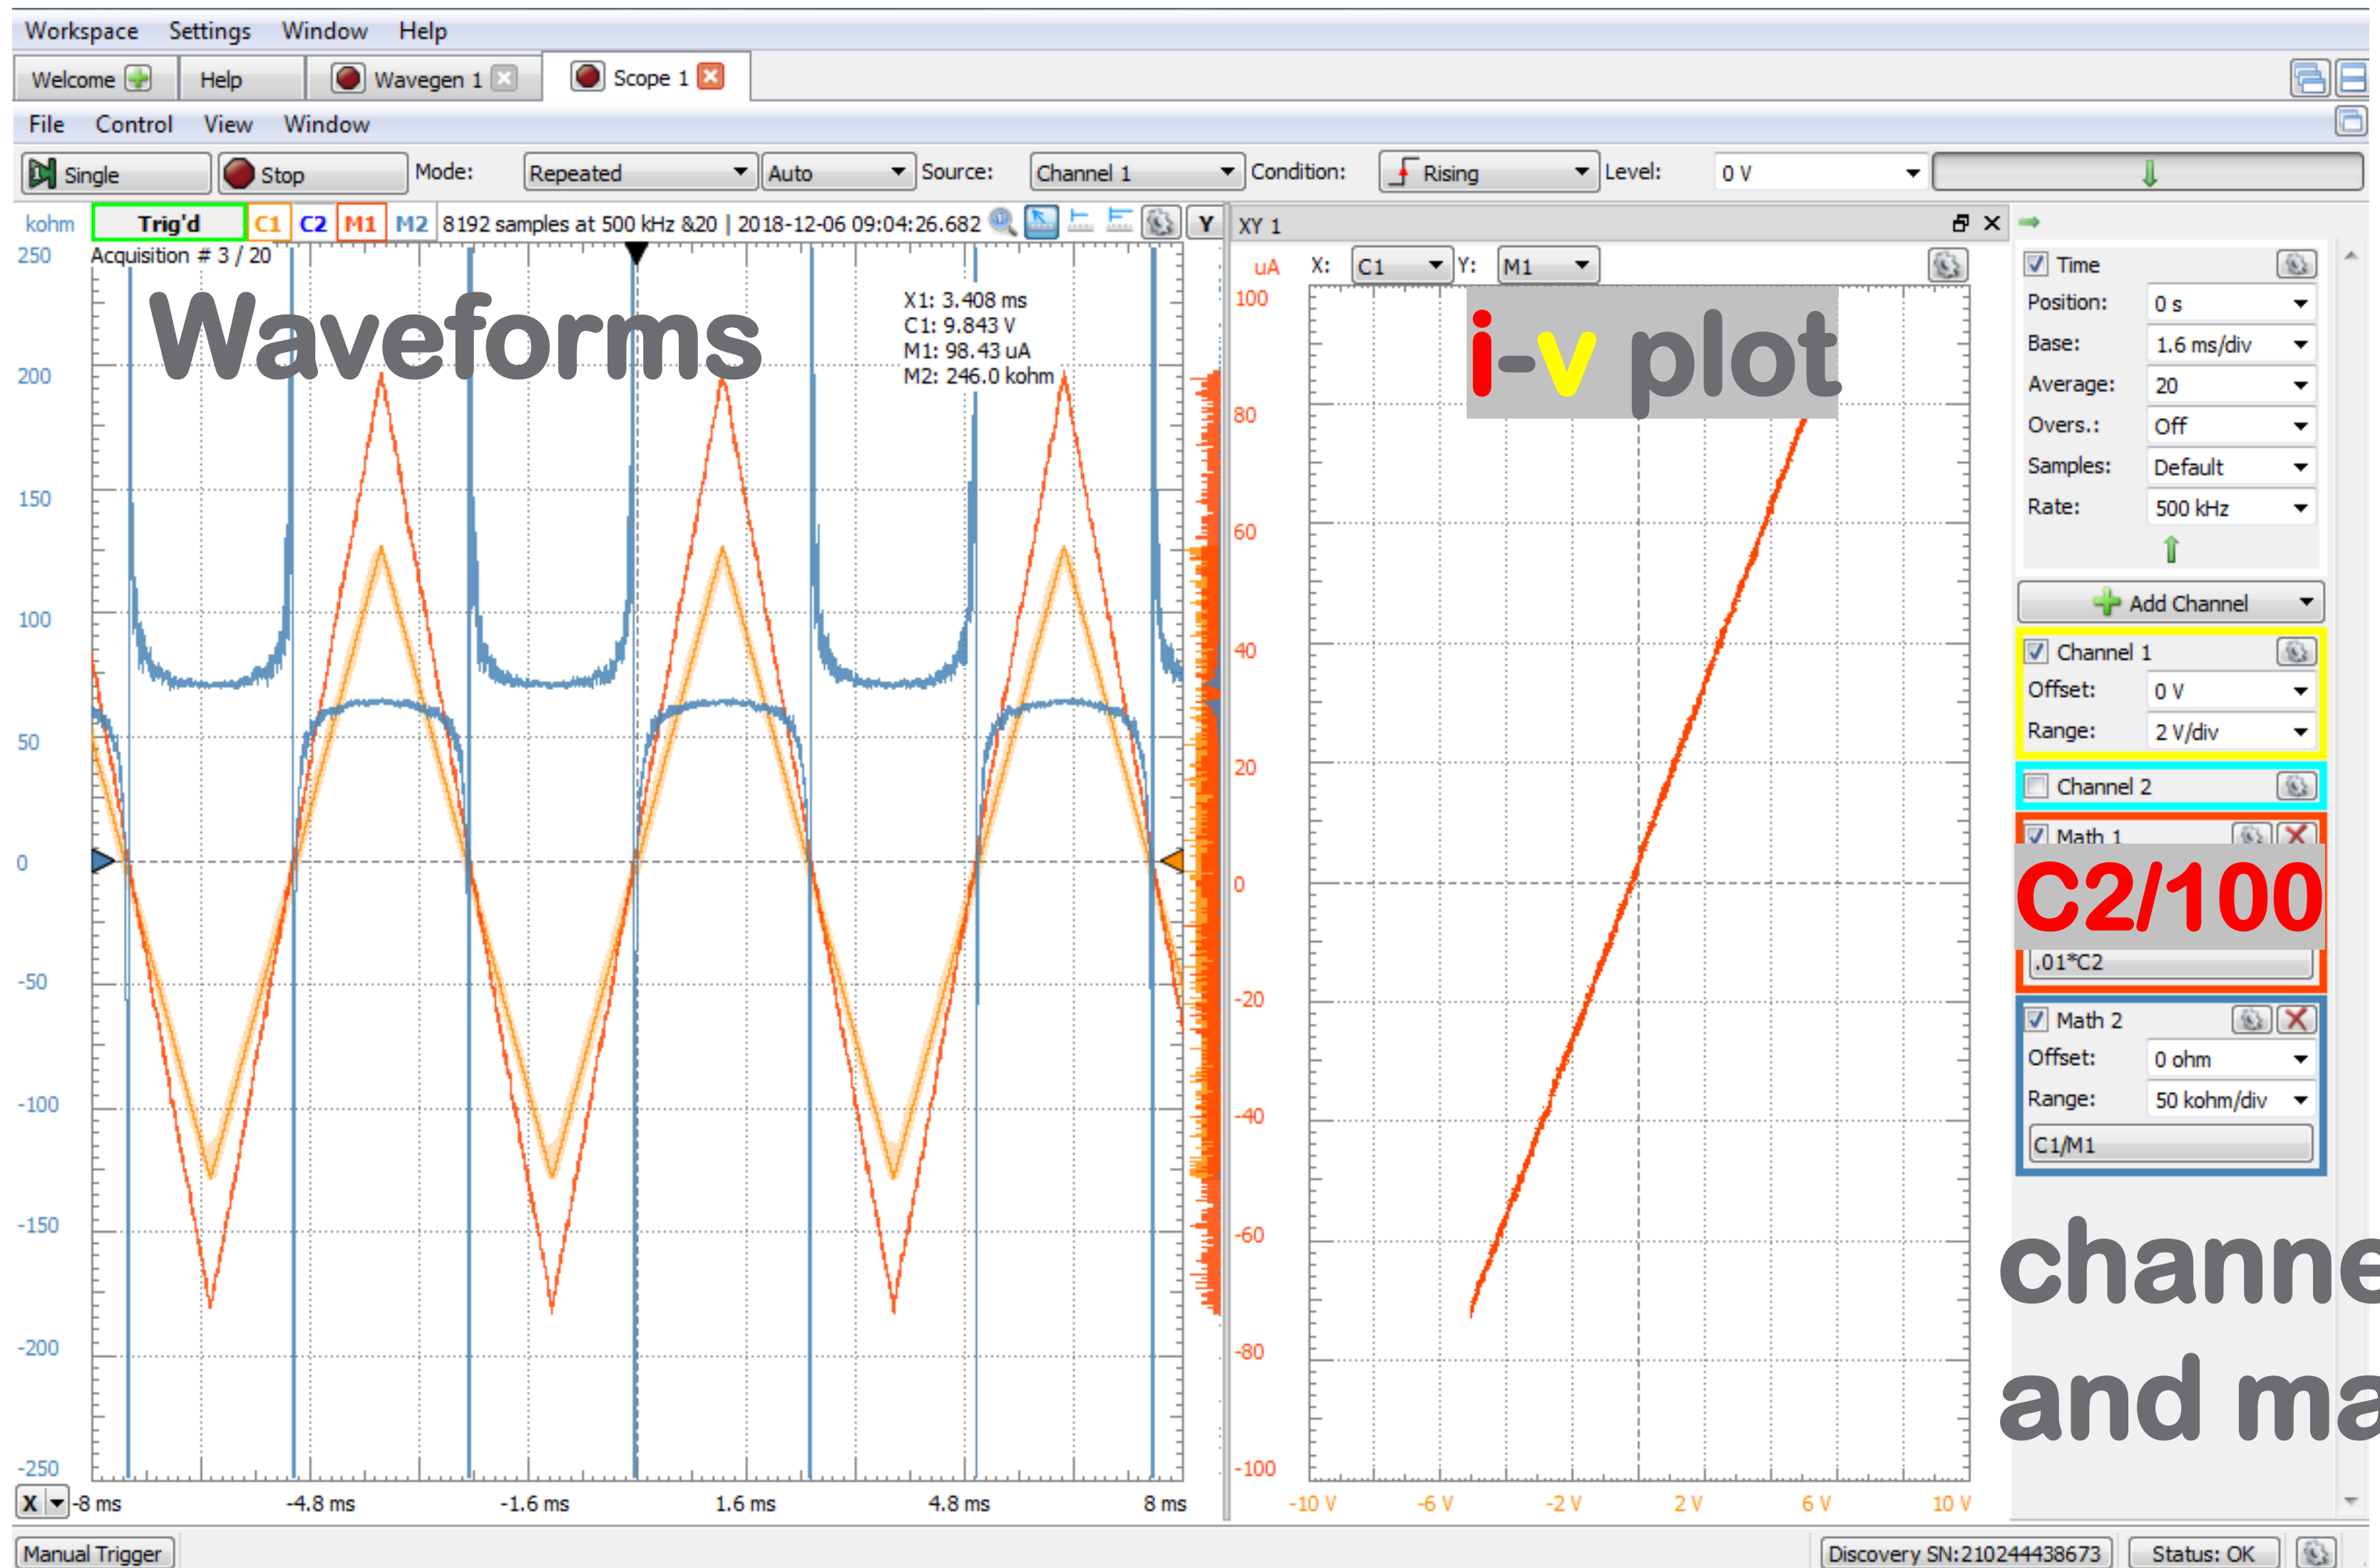 Workspace Settings Window Help
Welcome Help Wavegen 1 Scope 1
File Control View Window
Single Stop Mode: Repeated Auto Source: Channel 1 Condition: Rising Level: 0 V
kohm Trig'd C1 C2 M1 M2 8192 samples at 500 kHz &20 | 2018-12-06 09:04:26.682 Y
Acquisition # 3 / 20
Waveforms
X1: 3.408 ms
C1: 9.843 V
M1: 98.43 uA
M2: 246.0 kohm
250
200
150
100
50
0
-50
-100
-150
-200
-250
X -8 ms -4.8 ms -1.6 ms 1.6 ms 4.8 ms 8 ms
XY 1
uA X: C1 Y: M1
i-v plot
100
80
60
40
20
0
-20
-40
-60
-80
-100
-10 V -6 V -2 V 2 V 6 V 10 V
Time
Position: 0 s
Base: 1.6 ms/div
Average: 20
Overs.: Off
Samples: Default
Rate: 500 kHz
Add Channel
Channel 1
Offset: 0 V
Range: 2 V/div
Channel 2
Math 1
C2/100
.01*C2
Math 2
Offset: 0 ohm
Range: 50 kohm/div
C1/M1
channe
and ma
Manual Trigger Discovery SN:210244438673 Status: OK